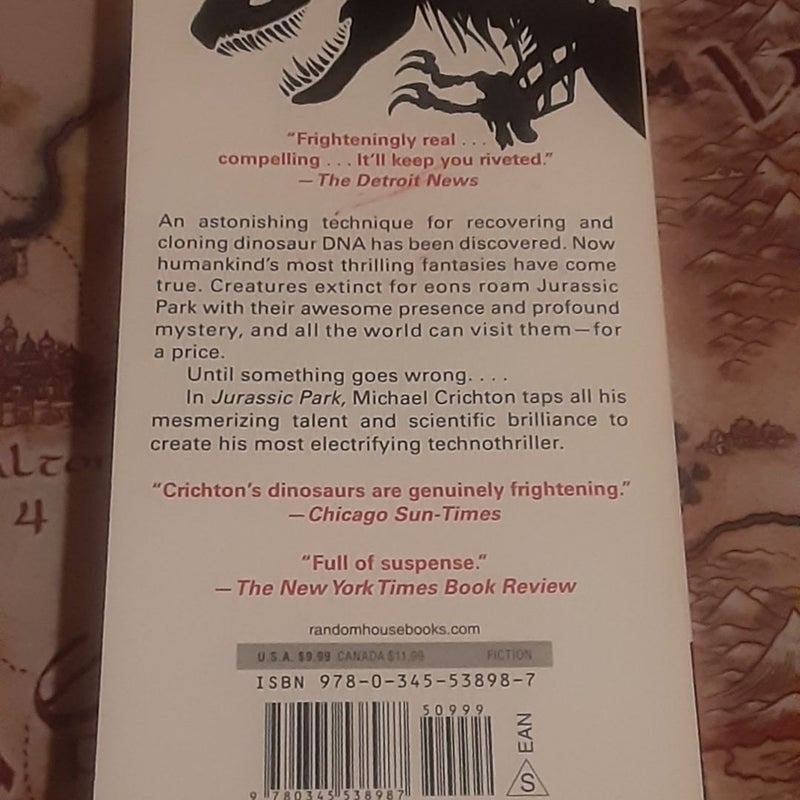 "Frighteningly real . . .
compelling . . . It'll keep you riveted."
—The Detroit News
An astonishing technique for recovering and
cloning dinosaur DNA has been discovered. Now
humankind's most thrilling fantasies have come
true. Creatures extinct for eons roam Jurassic
Park with their awesome presence and profound
mystery, and all the world can visit them—for
a price.
Until something goes wrong. . . .
In Jurassic Park, Michael Crichton taps all his
mesmerizing talent and scientific brilliance to
create his most electrifying technothriller.
"Crichton's dinosaurs are genuinely frightening."
—Chicago Sun-Times
"Full of suspense."
—The New York Times Book Review
randomhousebooks.com
U.S.A. $9.99 CANADA $11.99 FICTION
ISBN 978-0-345-53898-7
50999
EAN
S
9 780345 538987
4